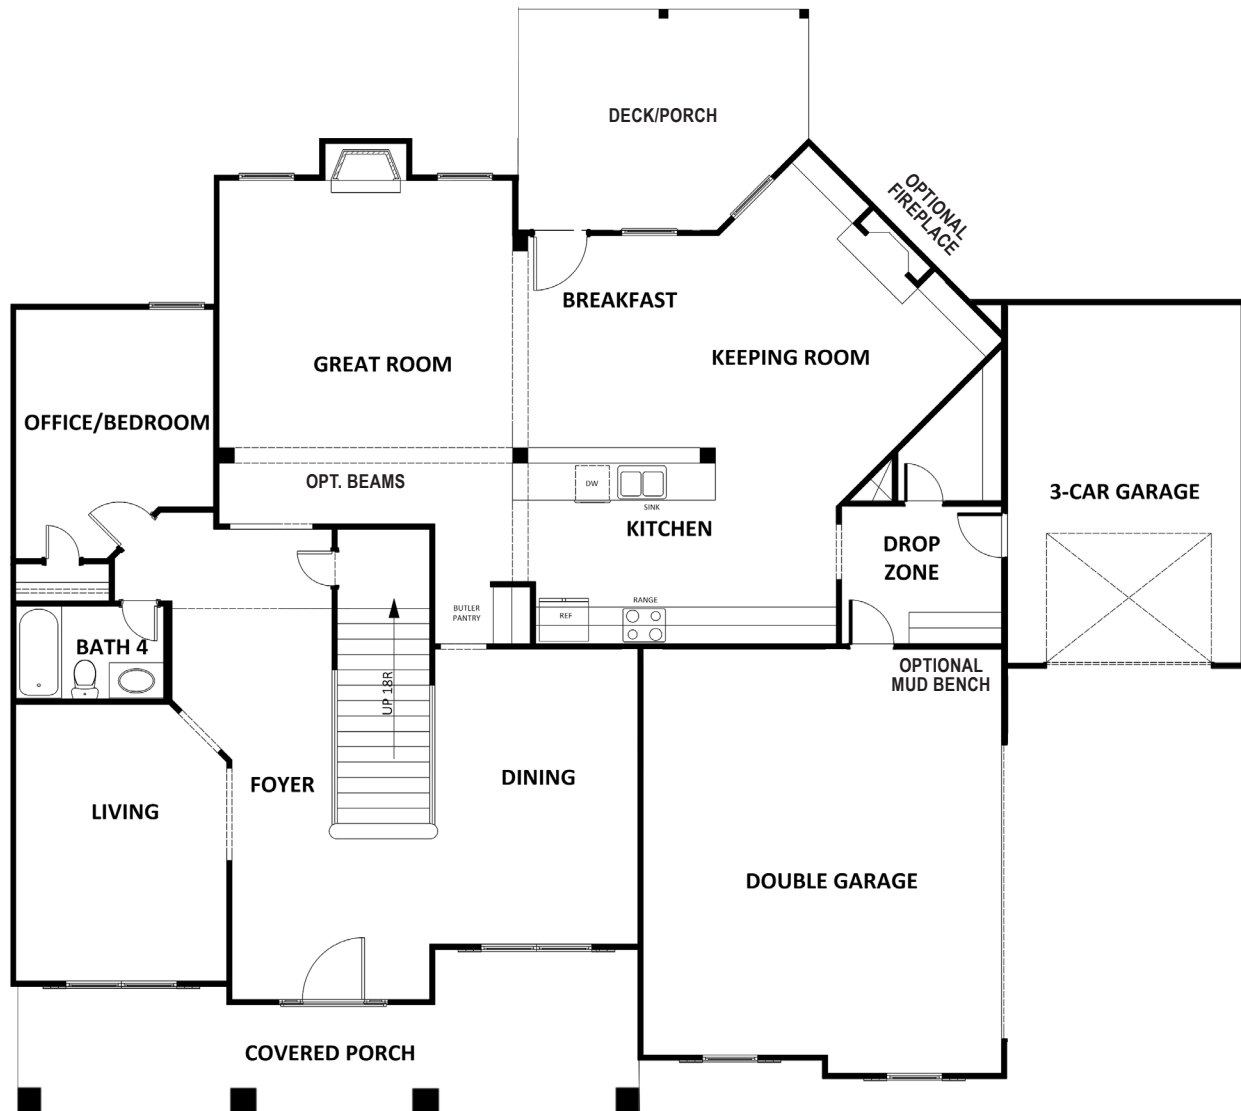 DECK/PORCH
OPTIONAL
FIREPLACE
BREAKFAST
GREAT ROOM
KEEPING ROOM
OFFICE/BEDROOM
OPT. BEAMS
DW
SINK
KITCHEN
3-CAR GARAGE
DROP
ZONE
BUTLER
PANTRY
REF
RANGE
BATH 4
UP 18R
OPTIONAL
MUD BENCH
FOYER
DINING
LIVING
DOUBLE GARAGE
COVERED PORCH